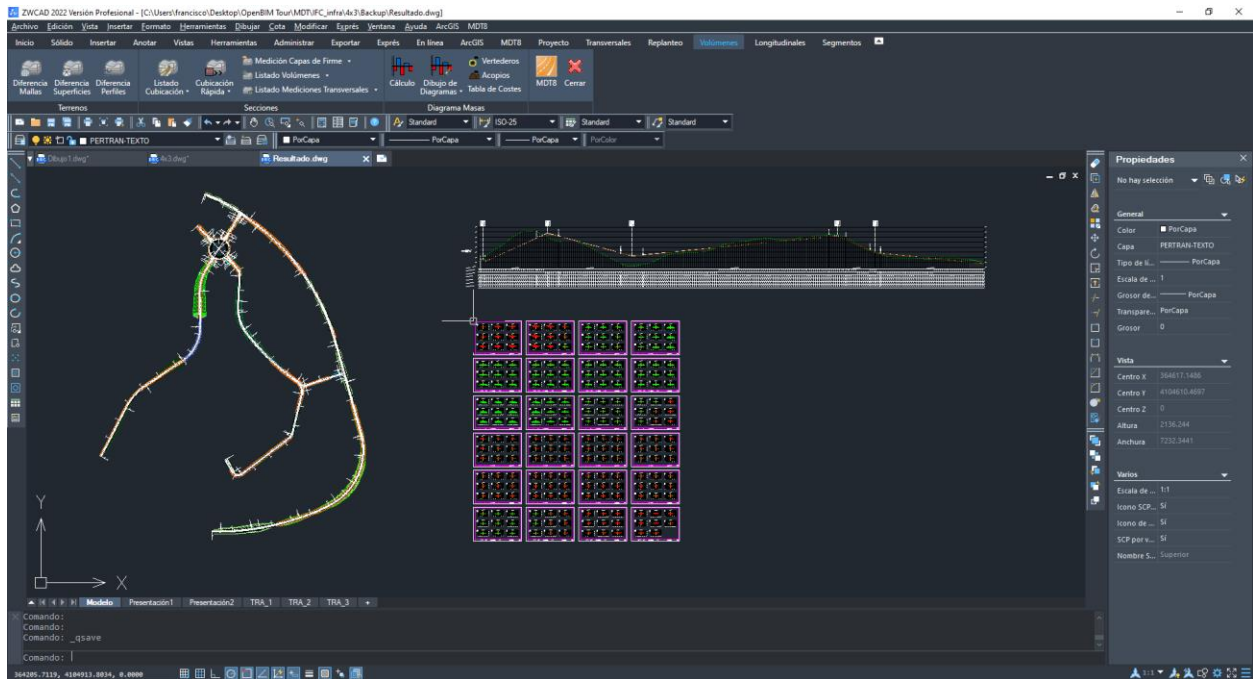 ZWCAD 2022 Versión Profesional - [C:\Users\francisco\Desktop\OpenBIM Tour\MDT\IFC_infra\4x3\Backup\Resultado.dwg]
Archivo Edición Vista Insertar Formato Herramientas Dibujar Cota Modificar Exprés Ventana Ayuda ArcGIS MDT8
Inicio Sólido Insertar Anotar Vistas Herramientas Administrar Exportar Exprés En línea ArcGIS MDT8 Proyecto Transversales Replanteo Volúmenes Longitudinales Segmentos
Diferencia Mallas
Diferencia Superficies
Diferencia Perfiles
Terrenos
Listado Cubicación
Cubicación Rápida
Medición Capas de Firme
Listado Volúmenes
Listado Mediciones Transversales
Secciones
Cálculo
Dibujo de Diagramas
Vertederos
Acopios
Tabla de Costes
Diagrama Masas
MDT8
Cerrar
Standard ISO-25 Standard Standard
PERTRAN-TEXTO PorCapa PorCapa PorCapa PorColor
Dibujo1.dwg* 4x3.dwg* Resultado.dwg
Propiedades
No hay selección
General
Color PorCapa
Capa PERTRAN-TEXTO
Tipo de lí... PorCapa
Escala de ... 1
Grosor de... PorCapa
Transpare... PorCapa
Grosor 0
Vista
Centro X 364617.1486
Centro Y 4104610.4697
Centro Z 0
Altura 2136.244
Anchura 7232.3441
Varios
Escala de ... 1:1
Icono SCP... Sí
Icono de ... Sí
SCP por v... Sí
Nombre S... Superior
Y
X
Modelo Presentación1 Presentación2 TRA_1 TRA_2 TRA_3 +
Comando:
Comando:
Comando: _qsave
Comando:
364205.7119, 4104913.8034, 0.0000
1:1